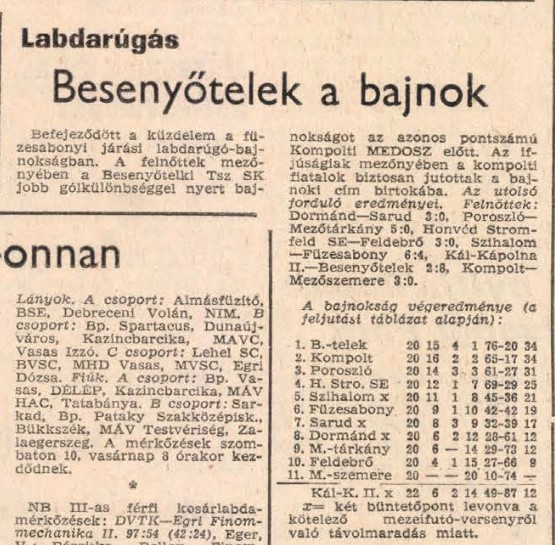 Labdarúgás
Besenyőtelek a bajnok
Befejeződött a küzdelem a fü-
zesabonyi járási labdarúgó-baj-
nokságban. A felnőttek mező-
nyében a Besenyőtelki Tsz SK
jobb gólkülönbséggel nyert baj-
nokságot az azonos pontszámú
Kompolti MEDOSZ előtt. Az if-
júságiak mezőnyében a kompolti
fiatalok biztosan jutottak a baj-
noki cím birtokába. Az utolsó
forduló eredményei. Felnőttek:
Dormánd—Sarud 3:0, Poroszló—
Mezőtárkány 5:0, Honvéd Strom-
feld SE—Feldebrő 3:0, Szihalom
—Füzesabony 6:4, Kál-Kápolna
II.—Besenyőtelek 2:8, Kompolt—
Mezőszemere 3:0.
A bajnokság végeredménye (a
feljutási táblázat alapján):
1. B.-telek 20 15 4 1 76-20 34
2. Kompolt 20 16 2 2 65-17 34
3. Poroszló 20 14 3 3 61-27 31
4. H. Stro. SE 20 12 1 7 69-29 25
5. Szihalom x 20 11 1 8 45-36 21
6. Füzesabony 20 9 1 10 42-42 19
7. Sarud x 20 8 3 9 32-39 17
8. Dormánd x 20 6 2 12 28-61 12
9. M.-tárkány 20 6 — 14 29-73 12
10. Feldebrő 20 4 1 15 27-66 9
11. M.-szemere 20 — — 20 10-74 —
Kál-K. II. x 22 6 2 14 49-87 12
x= két büntetőpont levonva a
kötelező mezeifutó-versenyről
való távolmaradás miatt.
-onnan
Lányok. A csoport: Almásfüzítő,
BSE, Debreceni Volán, NIM. B
csoport: Bp. Spartacus, Dunaúj-
város, Kazincbarcika, MAVC,
Vasas Izzó. C csoport: Lehel SC,
BVSC, MHD Vasas, MVSC, Egri
Dózsa. Fiúk. A csoport: Bp. Va-
sas, DELÉP, Kazincbarcika, MÁV
HAC, Tatabánya. B csoport: Sar-
kad, Bp. Pataky Szakközépisk.,
Bükkszék, MÁV Testvériség, Za-
laegerszeg. A mérkőzések szom-
baton 10, vasárnap 8 órakor kez-
dődnek.
*
NB III-as férfi kosárlabda-
mérkőzések: DVTK—Egri Finom-
mechanika II. 97:54 (42:24), Eger,